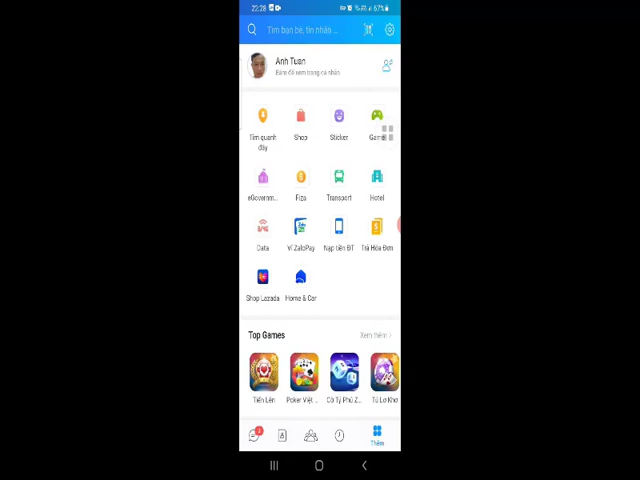 22:28 67%
Tìm bạn bè, tin nhắn ...
Anh Tuan
Bấm để xem trang cá nhân
Tìm quanh đây
Shop
Sticker
Game
eGovernm...
Fiza
Transport
Hotel
Data
Ví ZaloPay
Nạp tiền ĐT
Trả Hóa Đơn
Shop Lazada
Home & Car
Top Games
Xem thêm
Tiến Lên
Poker Việt ...
Cờ Tỷ Phú Z...
Tú Lơ Khơ
Thêm